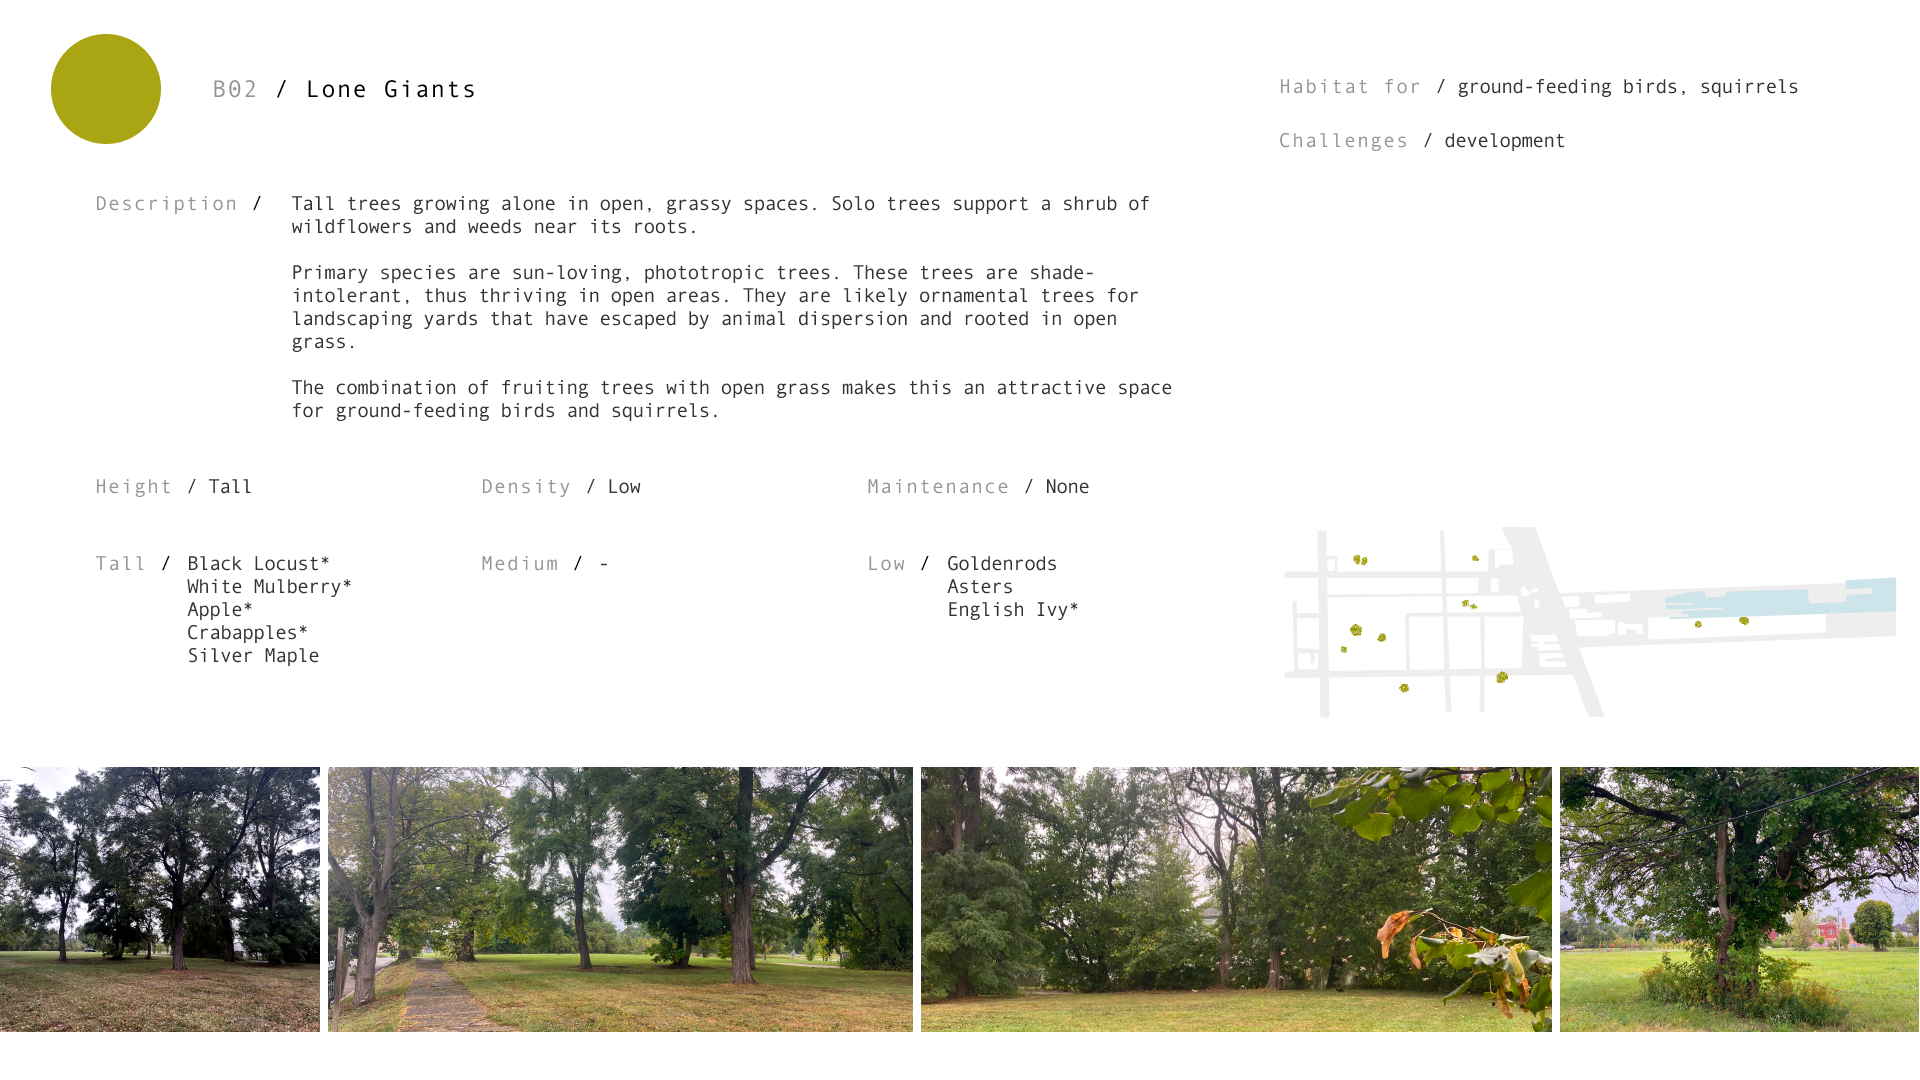 B02 / Lone Giants
Habitat for / ground-feeding birds, squirrels
Challenges / development
Description / Tall trees growing alone in open, grassy spaces. Solo trees support a shrub of
wildflowers and weeds near its roots.
Primary species are sun-loving, phototropic trees. These trees are shade-
intolerant, thus thriving in open areas. They are likely ornamental trees for
landscaping yards that have escaped by animal dispersion and rooted in open
grass.
The combination of fruiting trees with open grass makes this an attractive space
for ground-feeding birds and squirrels.
Height / Tall
Density / Low
Maintenance / None
Tall / Black Locust*
White Mulberry*
Apple*
Crabapples*
Silver Maple
Medium / -
Low / Goldenrods
Asters
English Ivy*